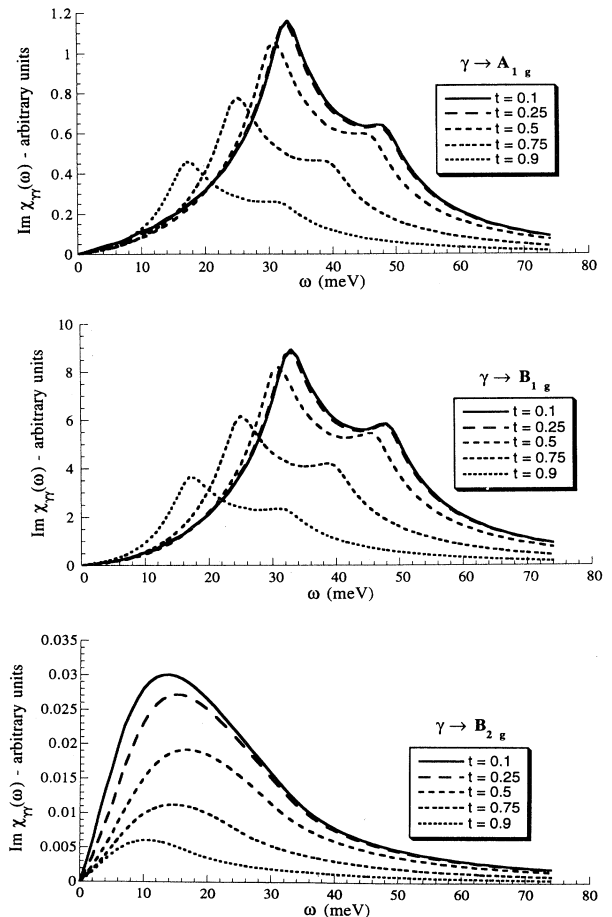 1.2
1
0.8
0.6
0.4
0.2
0
Im χγγ(ω) - arbitrary units
γ → A1 g
t = 0.1
t = 0.25
t = 0.5
t = 0.75
t = 0.9
0 10 20 30 40 50 60 70 80
ω (meV)
10
8
6
4
2
0
Im χγγ(ω) - arbitrary units
γ → B1 g
t = 0.1
t = 0.25
t = 0.5
t = 0.75
t = 0.9
0 10 20 30 40 50 60 70 80
ω (meV)
0.035
0.03
0.025
0.02
0.015
0.01
0.005
0
Im χγγ(ω) - arbitrary units
γ → B2 g
t = 0.1
t = 0.25
t = 0.5
t = 0.75
t = 0.9
0 10 20 30 40 50 60 70 80
ω (meV)